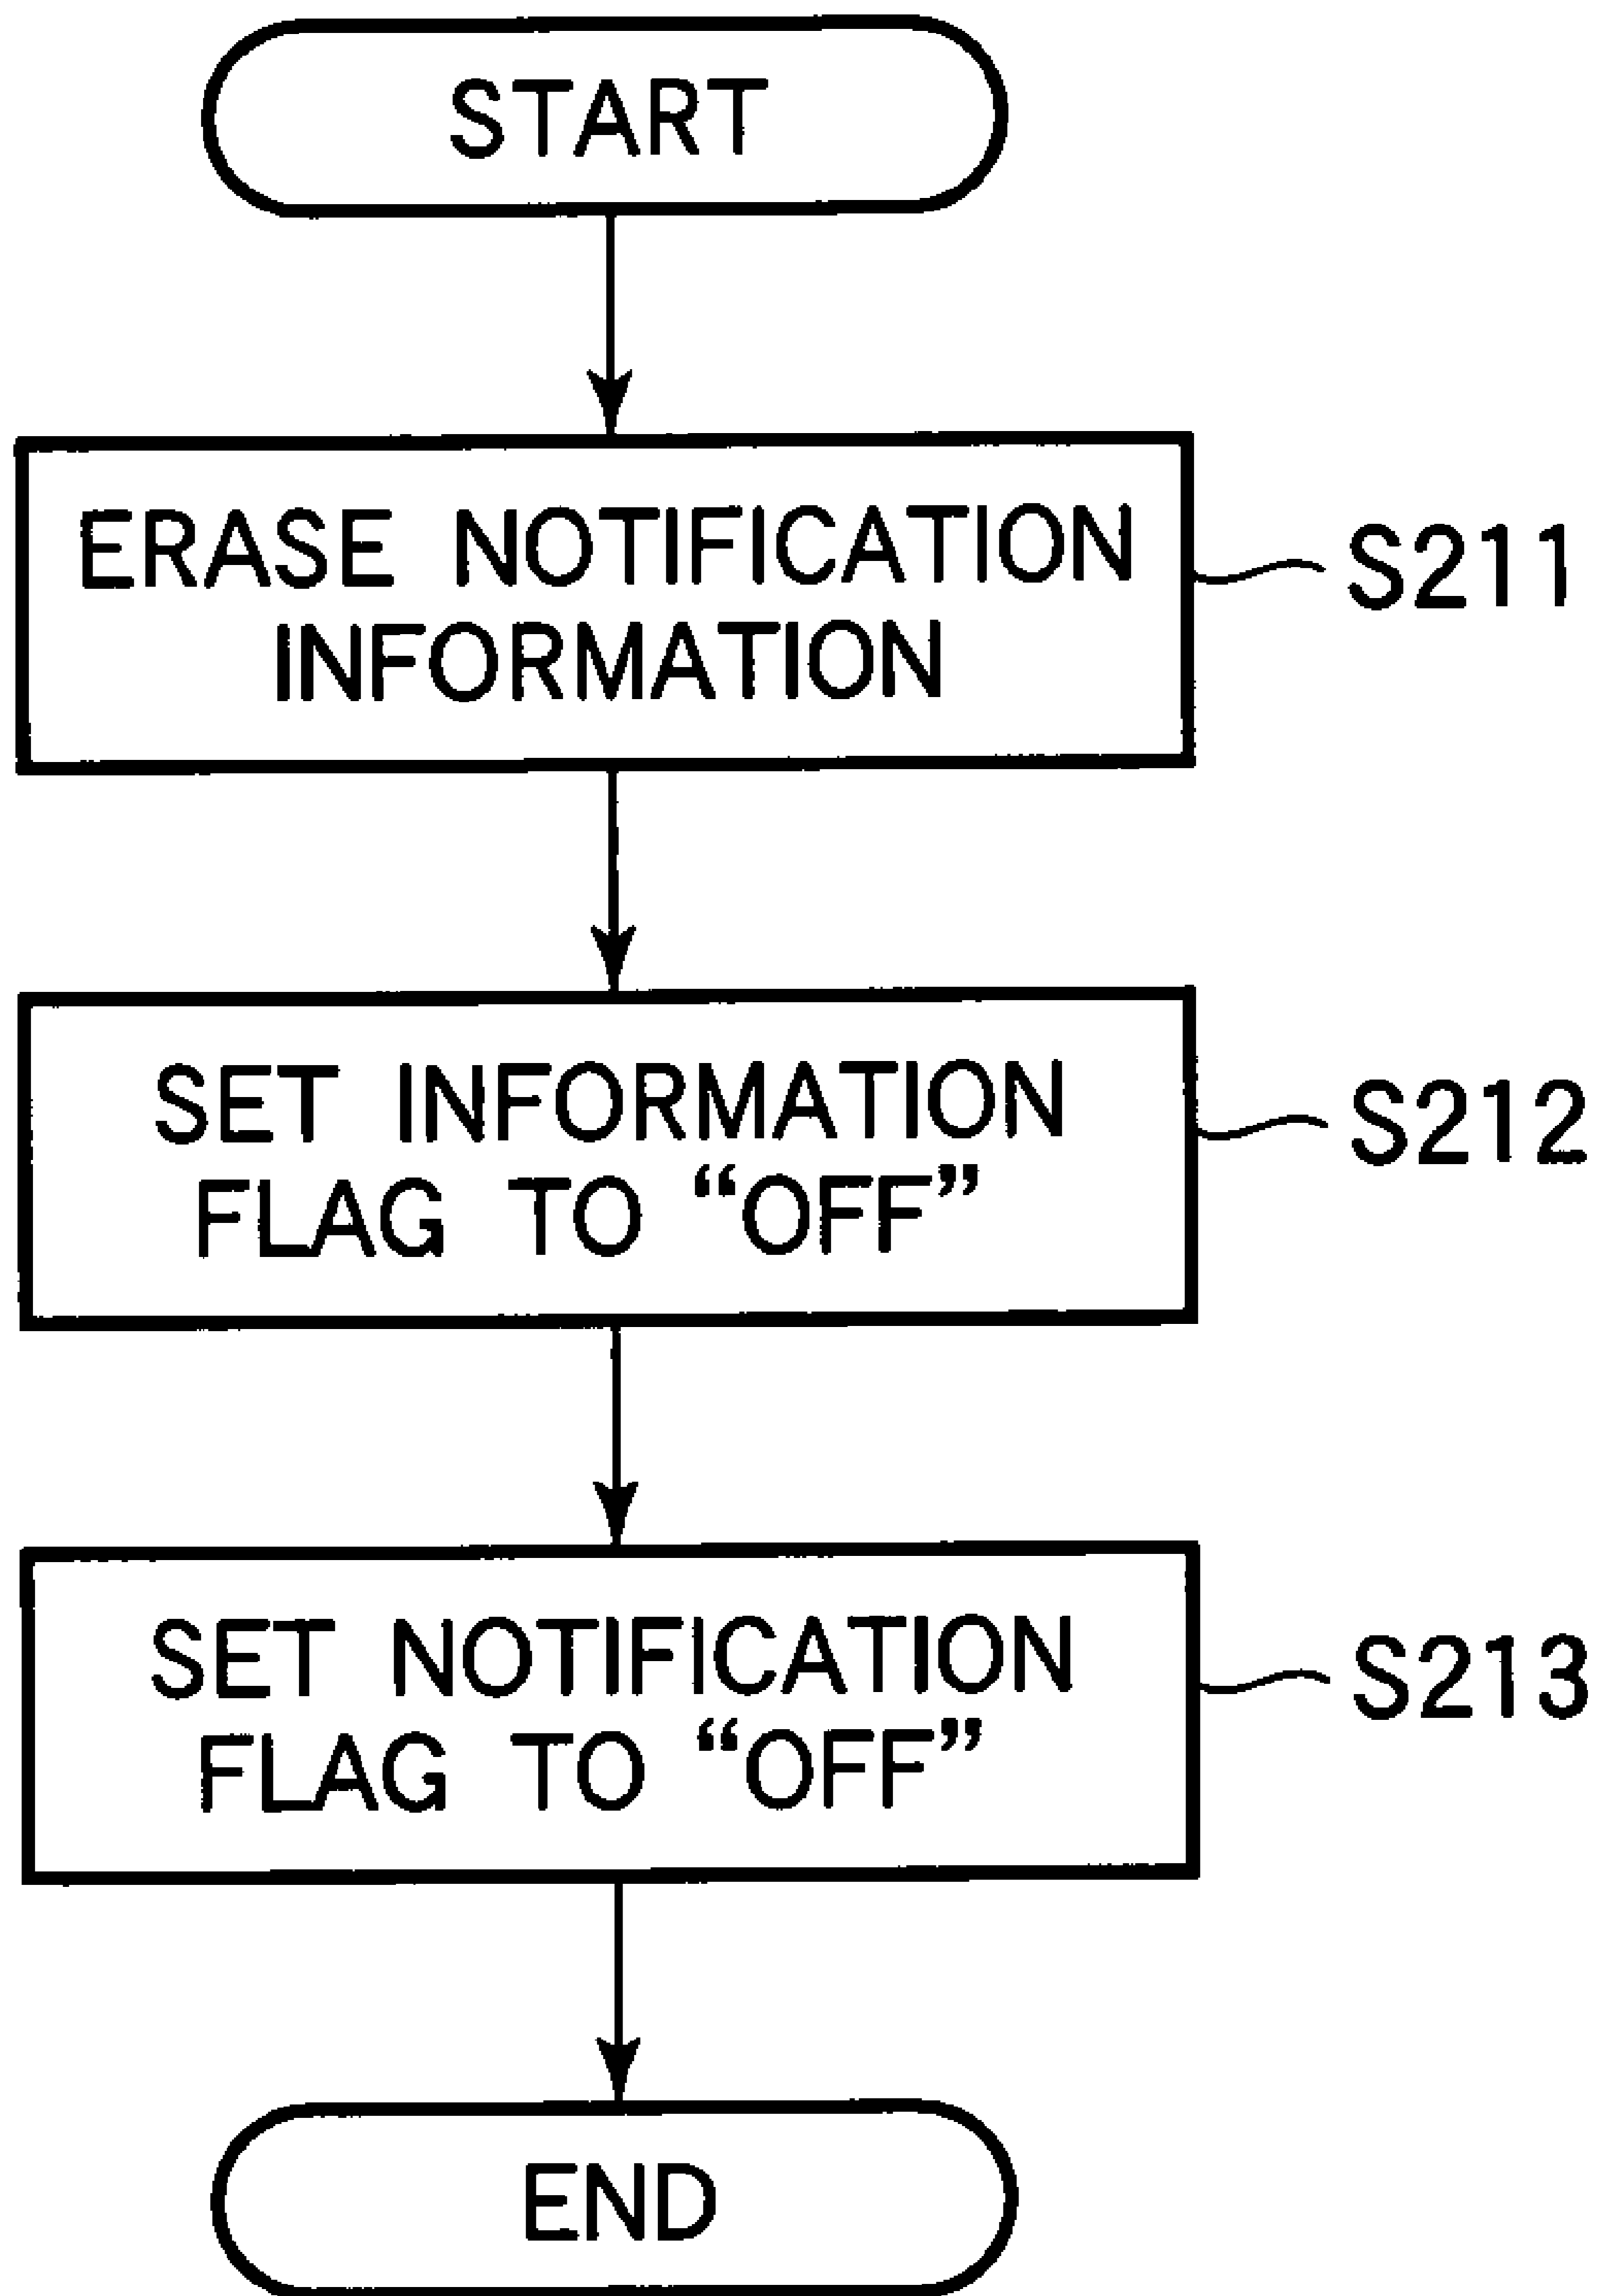 START
ERASE NOTIFICATION
INFORMATION
S211
SET INFORMATION
FLAG TO “OFF”
S212
SET NOTIFICATION
FLAG TO “OFF”
S213
END